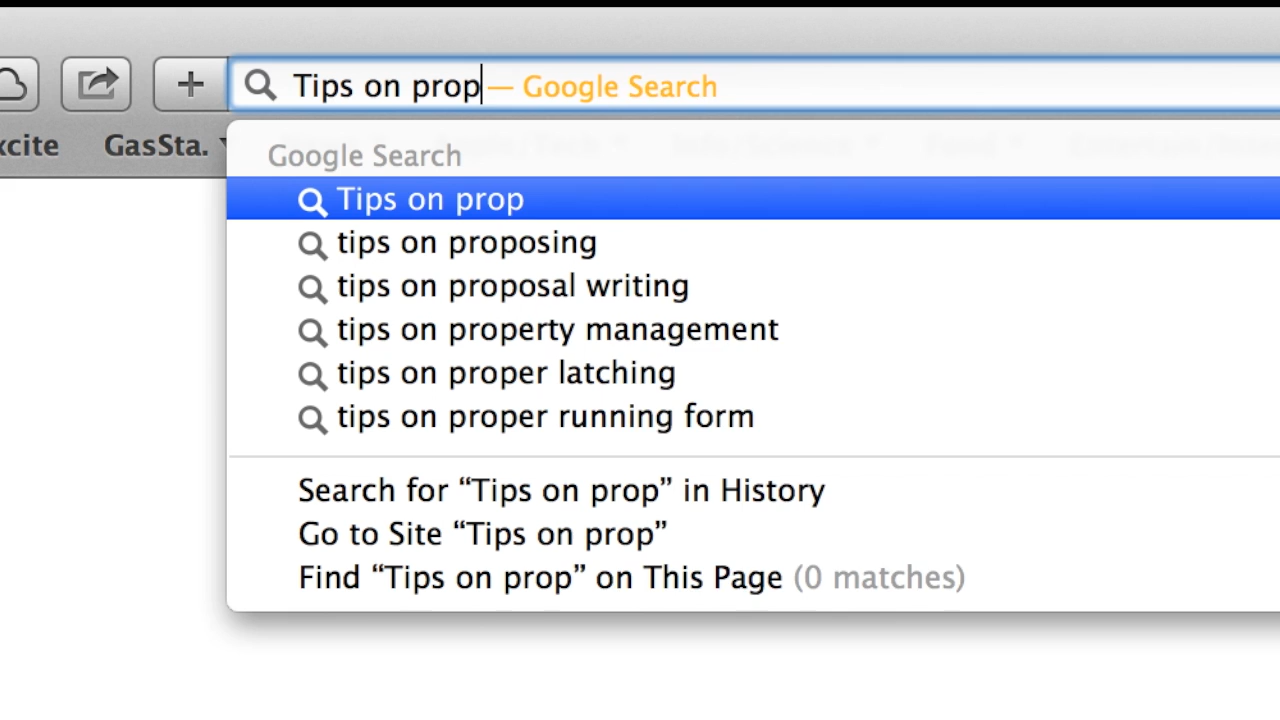 Tips on prop — Google Search
xcite GasSta.
Google Search
Tips on prop
tips on proposing
tips on proposal writing
tips on property management
tips on proper latching
tips on proper running form
Search for “Tips on prop” in History
Go to Site “Tips on prop”
Find “Tips on prop” on This Page (0 matches)